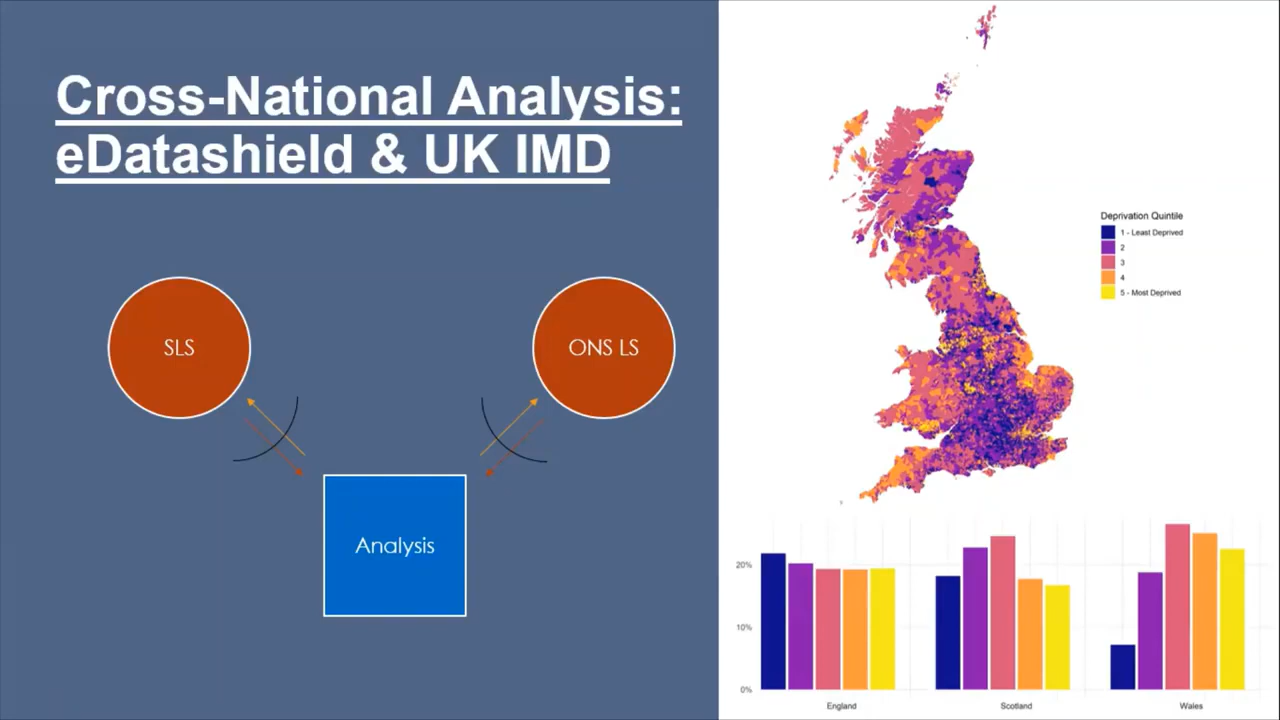 Cross-National Analysis:
eDatashield & UK IMD
SLS
ONS LS
Analysis
Deprivation Quintile
1 - Least Deprived
2
3
4
5 - Most Deprived
20%
10%
0%
England
Scotland
Wales